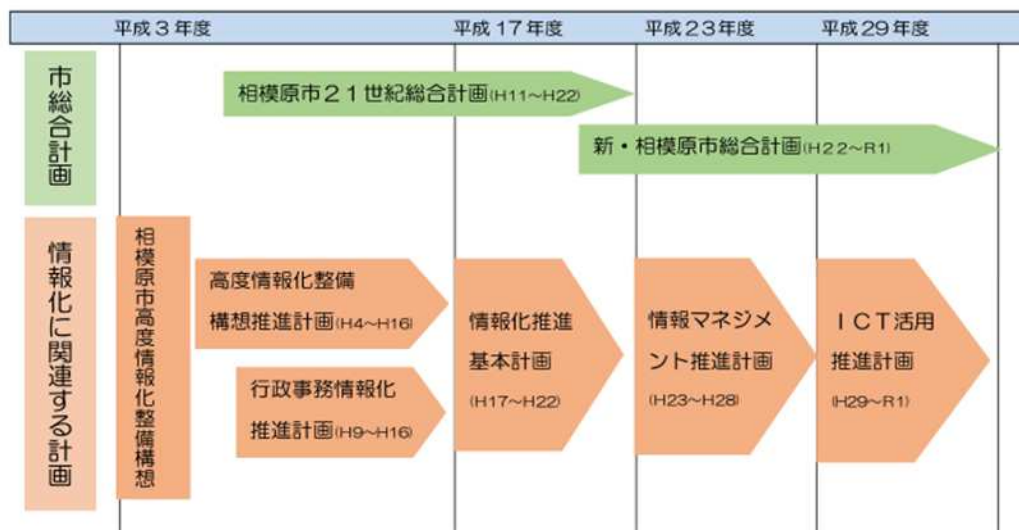 平成3年度
平成17年度
平成23年度
平成29年度
市総合計画
相模原市21世紀総合計画(H11~H22)
新・相模原市総合計画(H22~R1)
情報化に関連する計画
相模原市高度情報化整備構想
高度情報化整備
構想推進計画(H4~H16)
行政事務情報化
推進計画(H9~H16)
情報化推進
基本計画
(H17~H22)
情報マネジメ
ント推進計画
(H23~H28)
ICT活用
推進計画
(H29~R1)